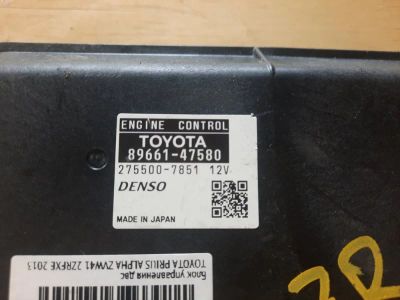 ENGINE CONTROL
TOYOTA
89661-47580
275500-7851 12V
DENSO
MADE IN JAPAN
блок управления двс
TOYOTA PRIUS ALPHA ZVW41 2ZRFXE 2013